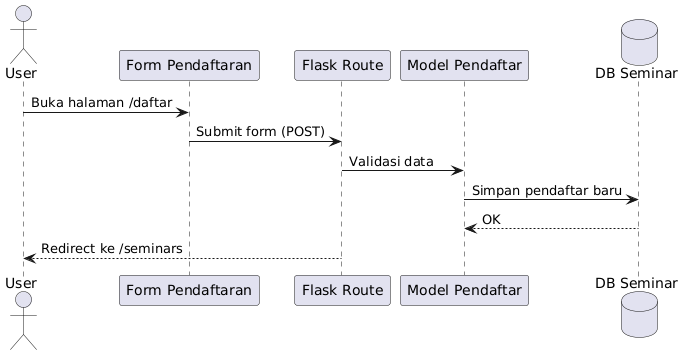 User
Form Pendaftaran
Flask Route
Model Pendaftar
DB Seminar
Buka halaman /daftar
Submit form (POST)
Validasi data
Simpan pendaftar baru
OK
Redirect ke /seminars
User
Form Pendaftaran
Flask Route
Model Pendaftar
DB Seminar